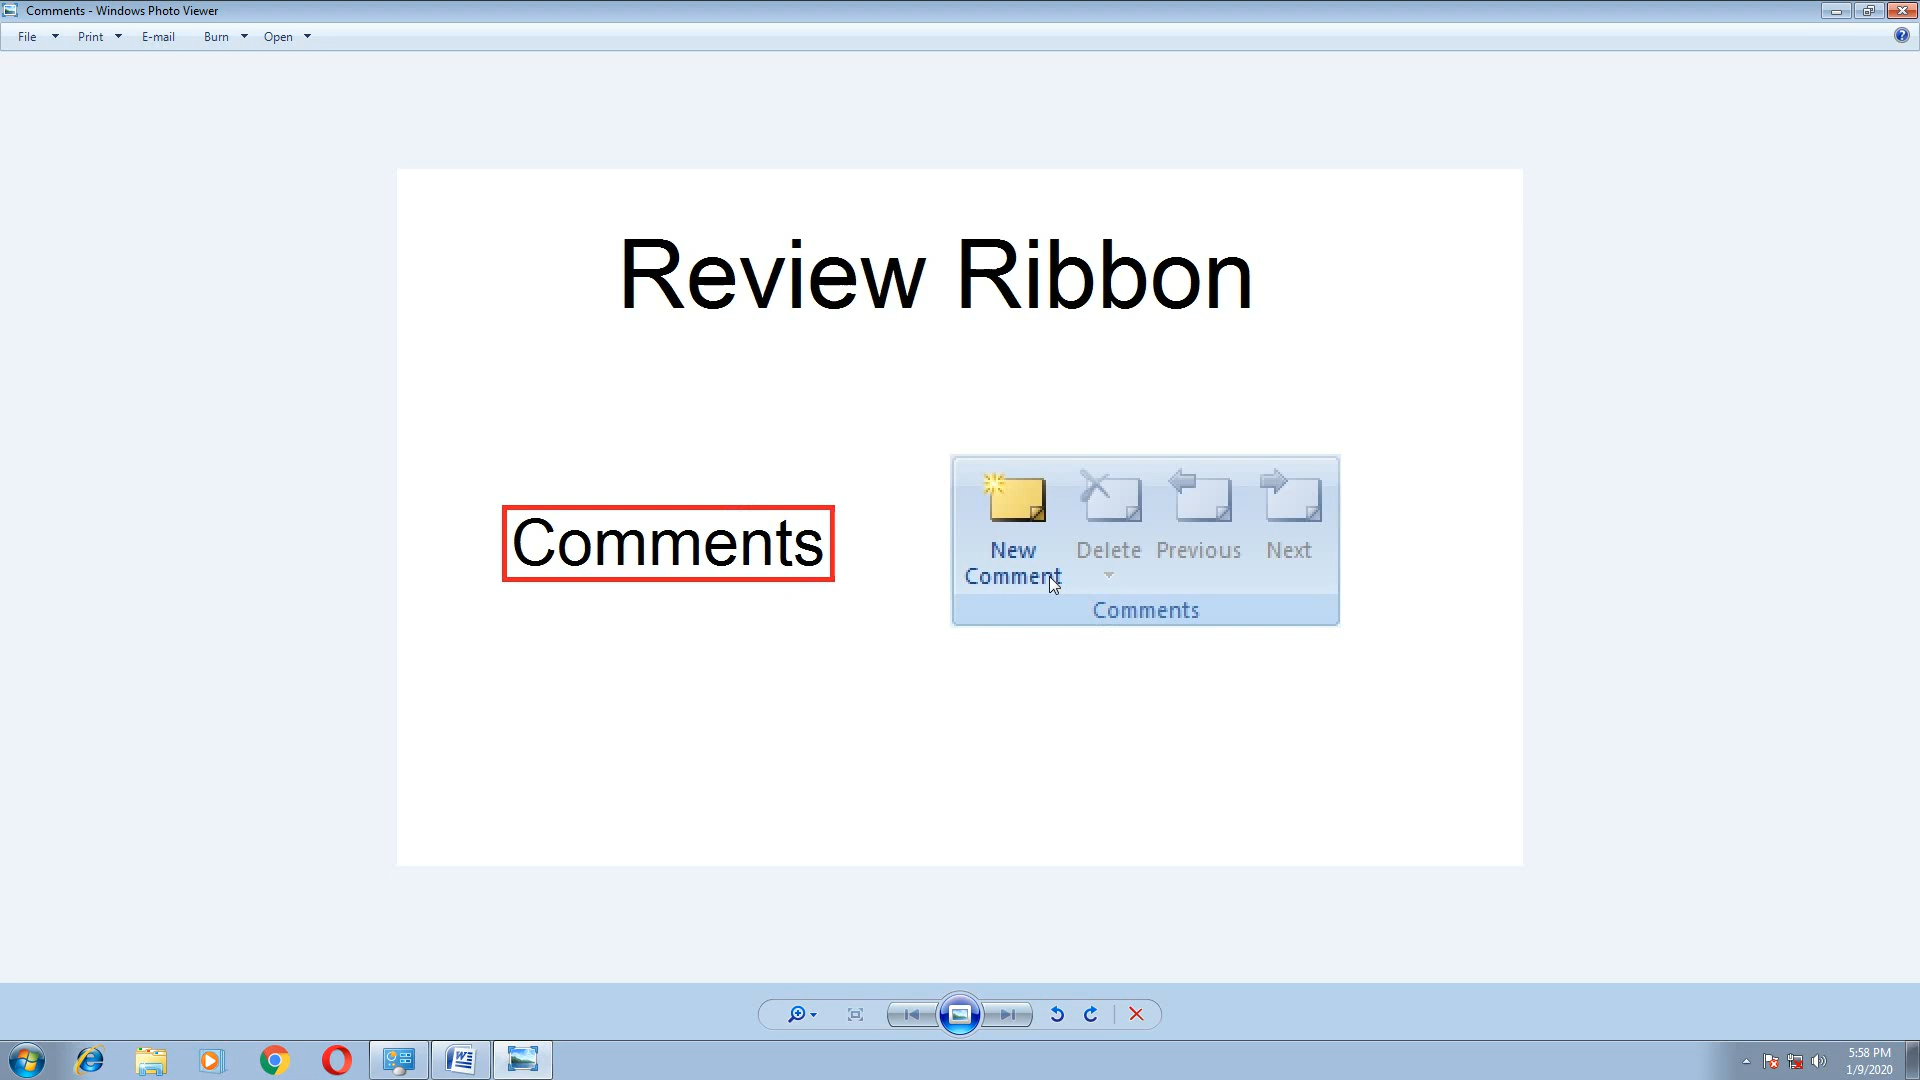 Comments - Windows Photo Viewer
File Print E-mail Burn Open
Review Ribbon
Comments
New Comment Delete Previous Next
Comments
5:58 PM
1/9/2020